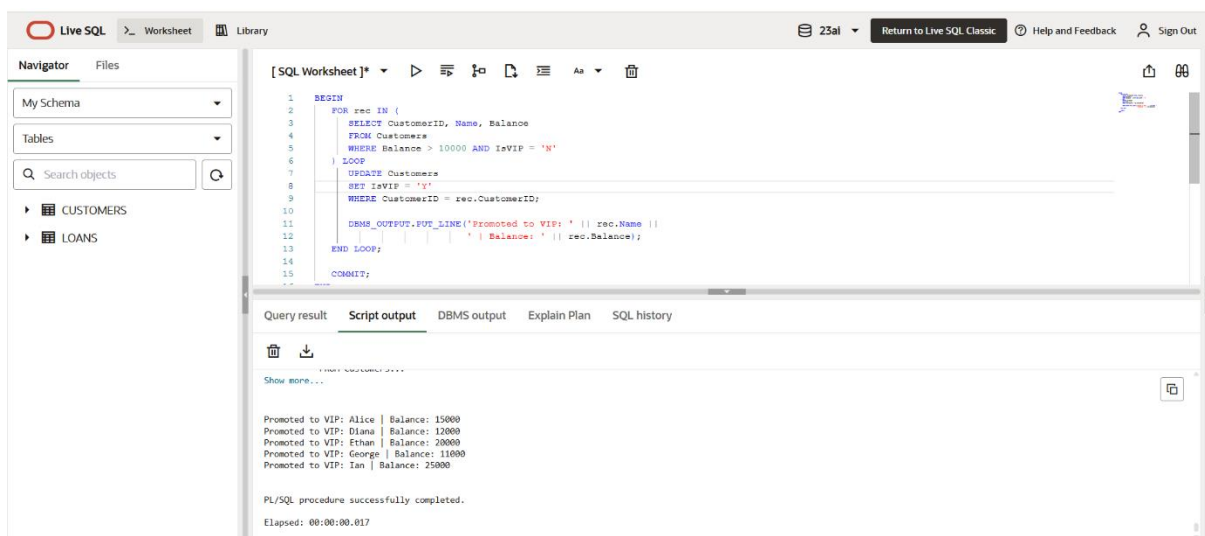 Live SQL
Worksheet
Library
23ai
Return to Live SQL Classic
Help and Feedback
Sign Out
Navigator
Files
My Schema
Tables
Search objects
CUSTOMERS
LOANS
[ SQL Worksheet ]*
Aa
1 BEGIN
2 FOR rec IN (
3 SELECT CustomerID, Name, Balance
4 FROM Customers
5 WHERE Balance > 10000 AND IsVIP = 'N'
6 ) LOOP
7 UPDATE Customers
8 SET IsVIP = 'Y'
9 WHERE CustomerID = rec.CustomerID;
10
11 DBMS_OUTPUT.PUT_LINE('Promoted to VIP: ' || rec.Name ||
12 ' | Balance: ' || rec.Balance);
13 END LOOP;
14
15 COMMIT;
Query result
Script output
DBMS output
Explain Plan
SQL history
Show more...
Promoted to VIP: Alice | Balance: 15000
Promoted to VIP: Diana | Balance: 12000
Promoted to VIP: Ethan | Balance: 20000
Promoted to VIP: George | Balance: 11000
Promoted to VIP: Ian | Balance: 25000
PL/SQL procedure successfully completed.
Elapsed: 00:00:00.017